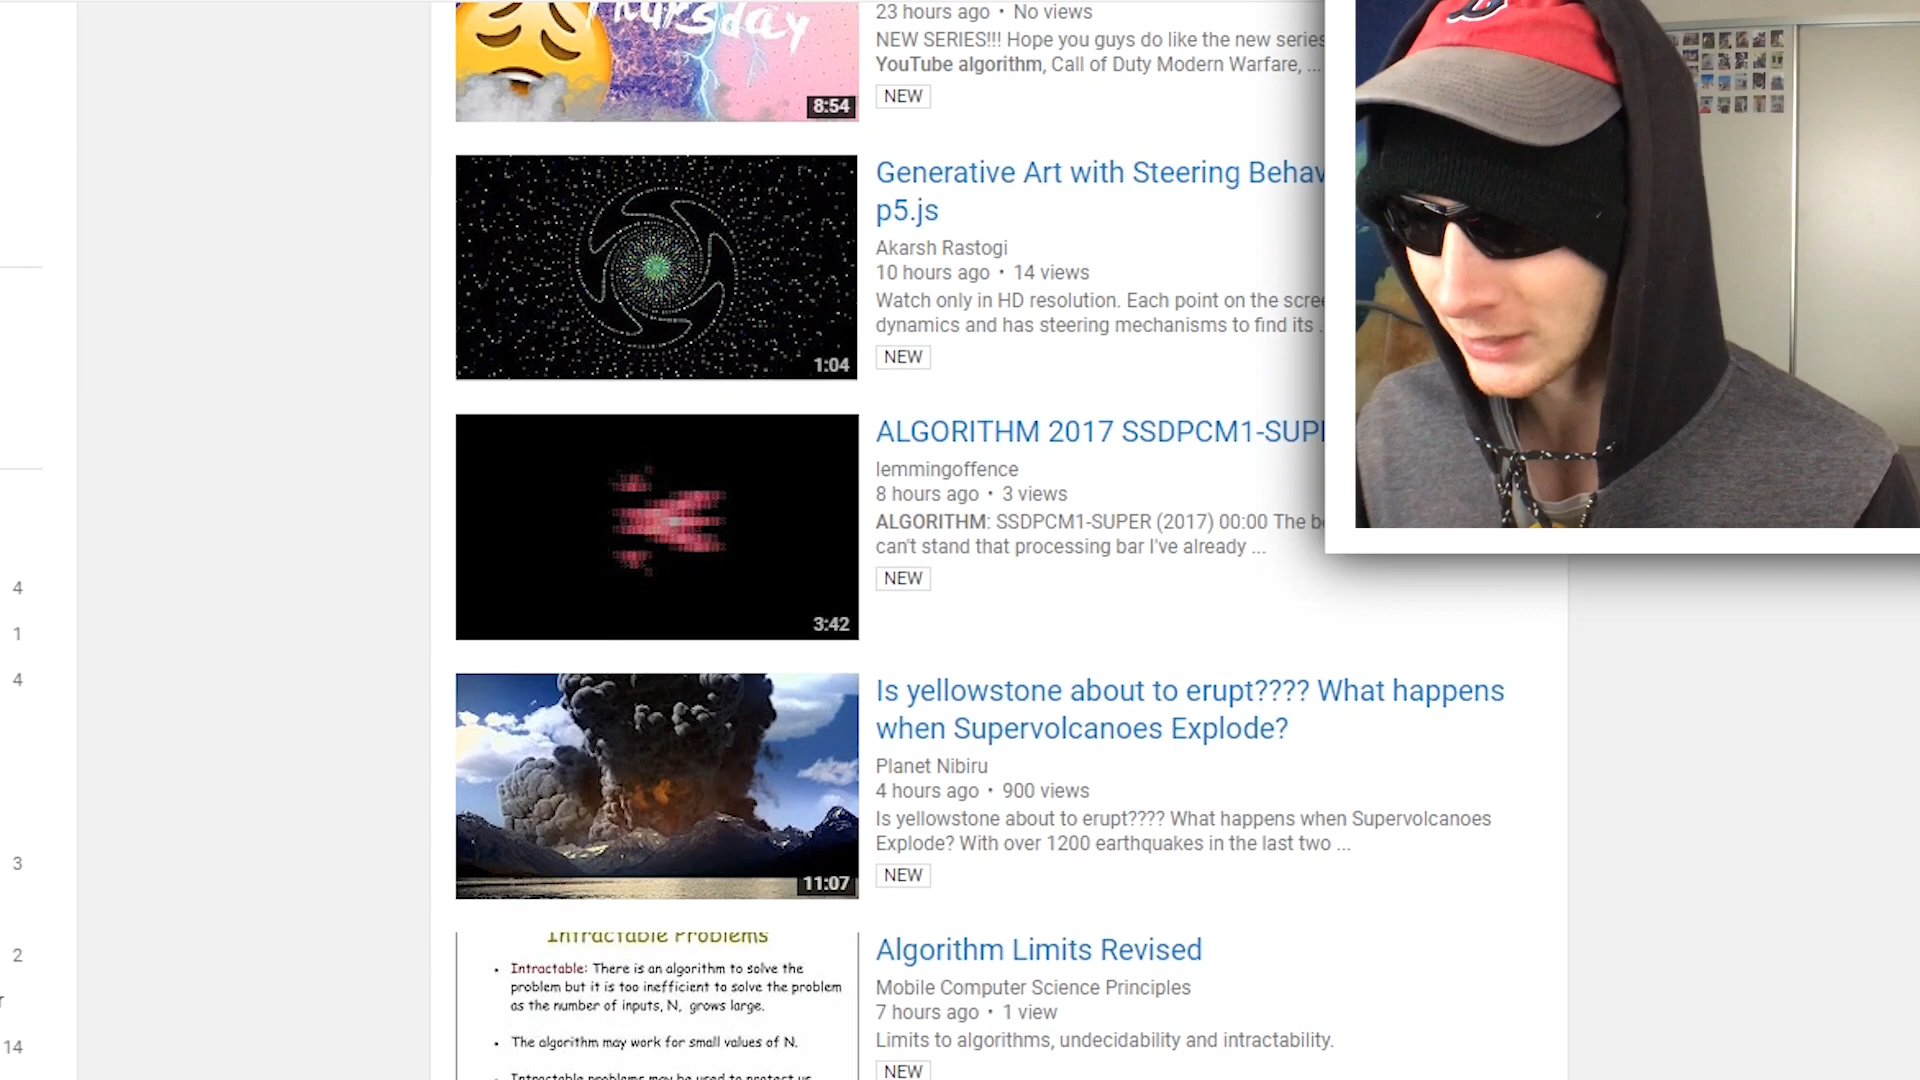 Thursday
8:54
23 hours ago • No views
NEW SERIES!!! Hope you guys do like the new series
YouTube algorithm, Call of Duty Modern Warfare, ...
NEW
1:04
Generative Art with Steering Behav
p5.js
Akarsh Rastogi
10 hours ago • 14 views
Watch only in HD resolution. Each point on the scre
dynamics and has steering mechanisms to find its .
NEW
3:42
ALGORITHM 2017 SSDPCM1-SUP
lemmingoffence
8 hours ago • 3 views
ALGORITHM: SSDPCM1-SUPER (2017) 00:00 The b
can't stand that processing bar I've already ...
NEW
11:07
Is yellowstone about to erupt???? What happens
when Supervolcanoes Explode?
Planet Nibiru
4 hours ago • 900 views
Is yellowstone about to erupt???? What happens when Supervolcanoes
Explode? With over 1200 earthquakes in the last two ...
NEW
Intractable Problems
• Intractable: There is an algorithm to solve the
problem but it is too inefficient to solve the problem
as the number of inputs, N, grows large.
• The algorithm may work for small values of N.
• Intractable problems may be used to protect us
Algorithm Limits Revised
Mobile Computer Science Principles
7 hours ago • 1 view
Limits to algorithms, undecidability and intractability.
NEW
4
1
4
3
2
r
14
B